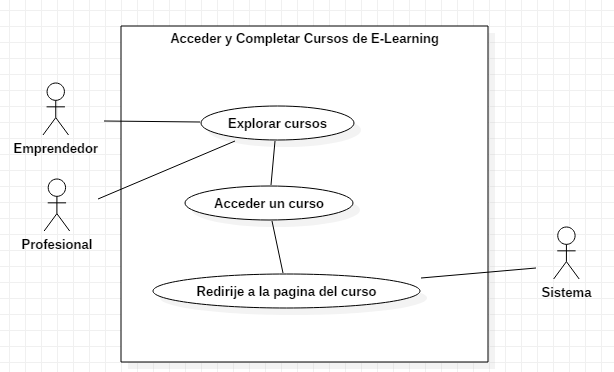 Acceder y Completar Cursos de E-Learning
Explorar cursos
Emprendedor
Acceder un curso
Profesional
Redirije a la pagina del curso
Sistema